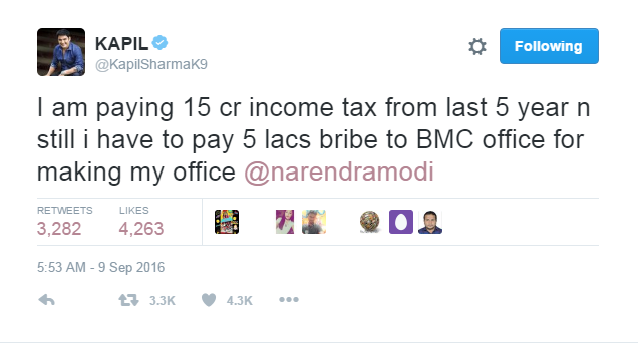 KAPIL
@KapilSharmaK9
Following
I am paying 15 cr income tax from last 5 year n
still i have to pay 5 lacs bribe to BMC office for
making my office @narendramodi
RETWEETS LIKES
3,282 4,263
5:53 AM - 9 Sep 2016
3.3K 4.3K